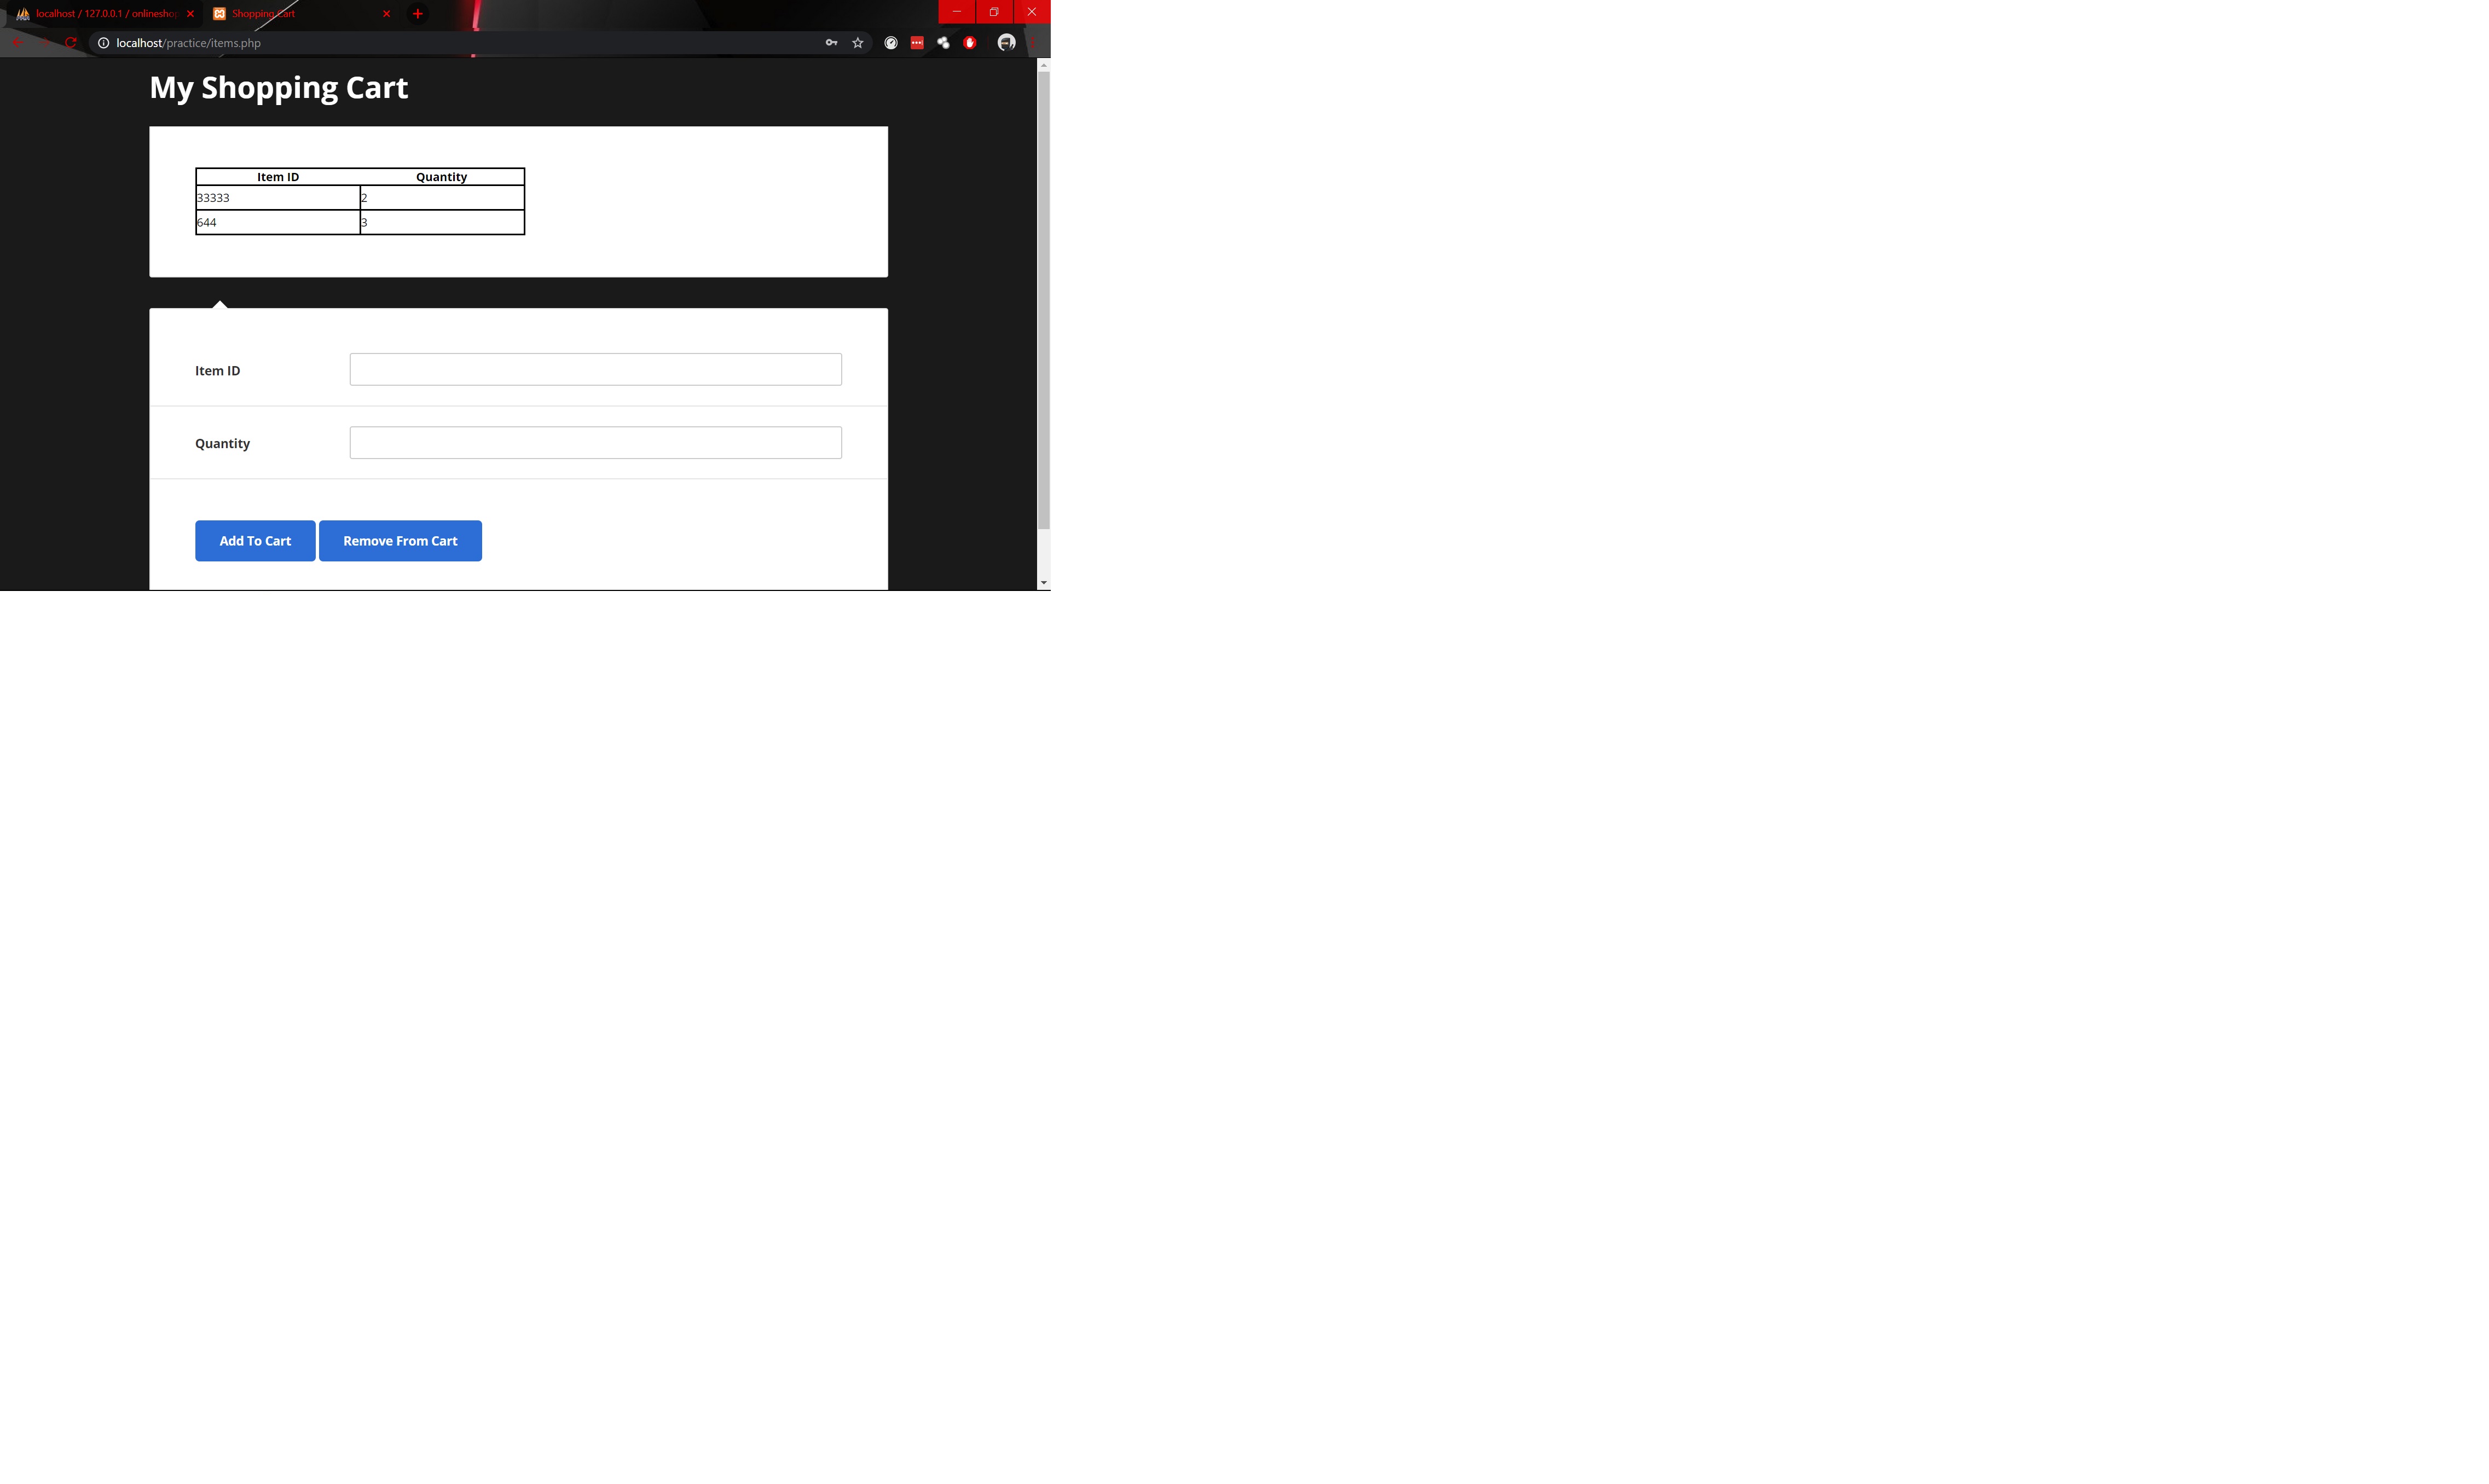 localhost / 127.0.0.1 / onlinesho
Shopping Cart
localhost/practice/items.php
My Shopping Cart
Item ID Quantity
33333 2
644 3
Item ID
Quantity
Add To Cart Remove From Cart